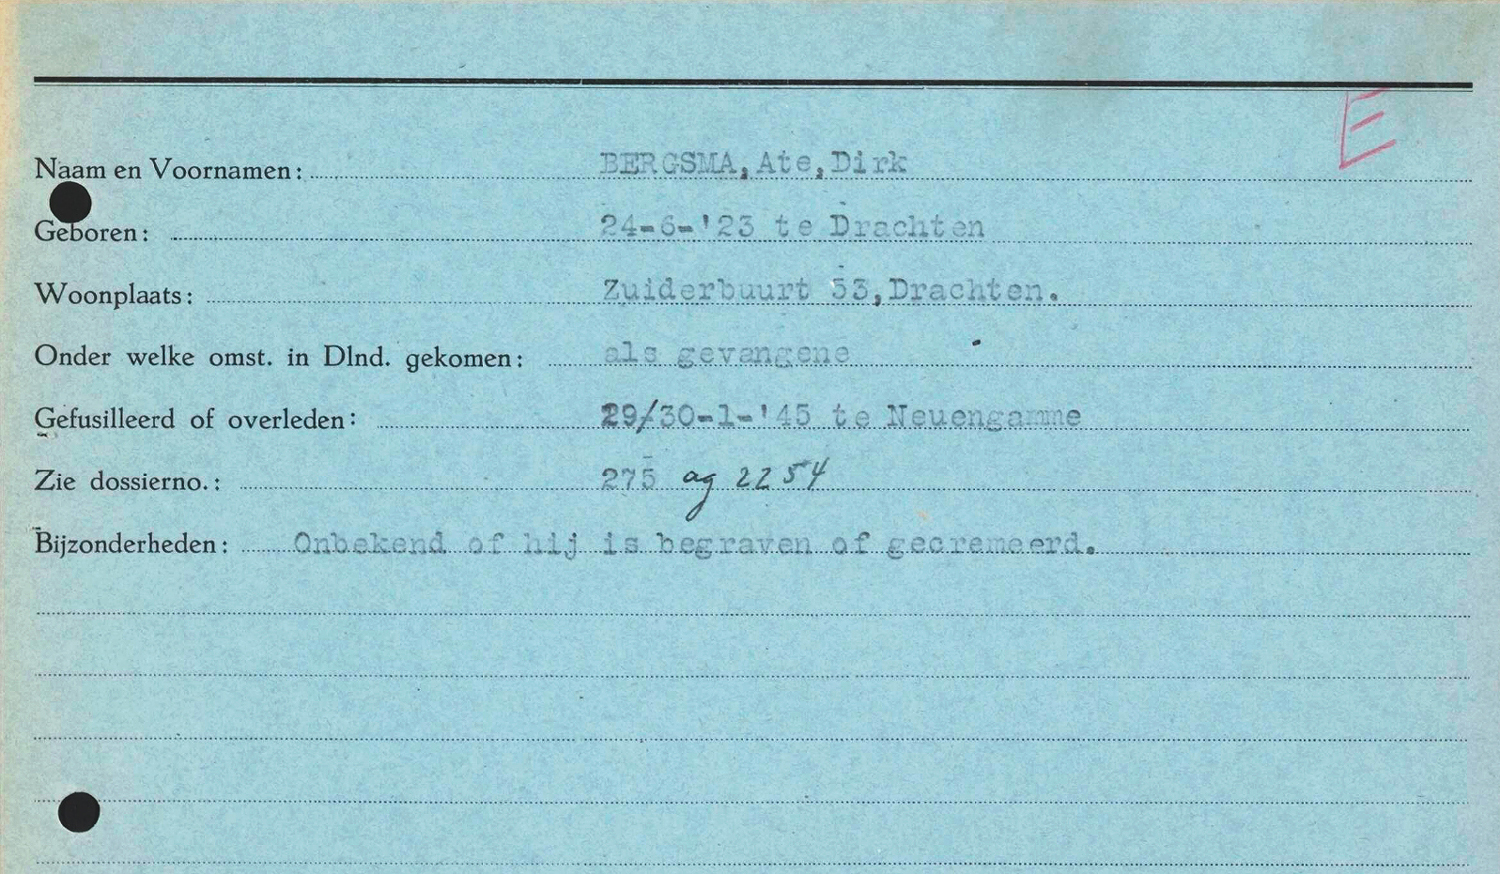 E
Naam en Voornamen: BERGSMA, Ate, Dirk
Geboren: 24-6-'23 te Drachten
Woonplaats: Zuiderbuurt 53, Drachten.
Onder welke omst. in Dlnd. gekomen: als gevangene
Gefusilleerd of overleden: 29/30-1-'45 te Neuengamme
Zie dossierno.: 275 ag 2254
Bijzonderheden: Onbekend of hij is begraven of gecremeerd.